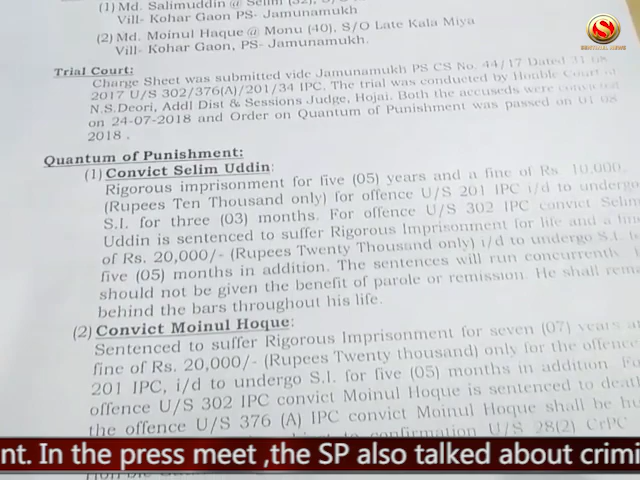 (1) Md. Salimuddin @ Selim (32), S/
Vill- Kohar Gaon PS- Jamunamukh
(2) Md. Moinul Haque @ Monu (40), S/O Late Kala Miya
Vill- Kohar Gaon, PS- Jamunamukh.
Trial Court:
Charge Sheet was submitted vide Jamunamukh PS CS No. 44/17 Dated 31
2017 U/S 302/376(A)/201/34 IPC. The trial was conducted by Houble Court of
N.S.Deori, Addl Dist & Sessions Judge, Hojai. Both the accuseds were convicted
on 24-07-2018 and Order on Quantum of Punishment was passed on 01 08
2018 .
Quantum of Punishment:
(1) Convict Selim Uddin:
Rigorous imprisonment for five (05) years and a fine of Rs. 10,000
(Rupees Ten Thousand only) for offence U/S 201 IPC i/d to undergo
S.I. for three (03) months. For offence U/S 302 IPC convict Selim
Uddin is sentenced to suffer Rigorous Imprisonment for life and a fine
of Rs. 20,000/- (Rupees Twenty Thousand only) i/d to undergo S.I.
five (05) months in addition. The sentences will run concurrently.
should not be given the benefit of parole or remission. He shall rem
behind the bars throughout his life.
(2) Convict Moinul Hoque:
Sentenced to suffer Rigorous Imprisonment for seven (07) years a
fine of Rs. 20,000/- (Rupees Twenty thousand) only for the offence
201 IPC, i/d to undergo S.I. for five (05) months in addition. Fo
offence U/S 302 IPC convict Moinul Hoque is sentenced to deat
the offence U/S 376 (A) IPC convict Moinul Hoque shall be hu
confirmation U/S 28(2) CrPC
nt. In the press meet ,the SP also talked about crimi